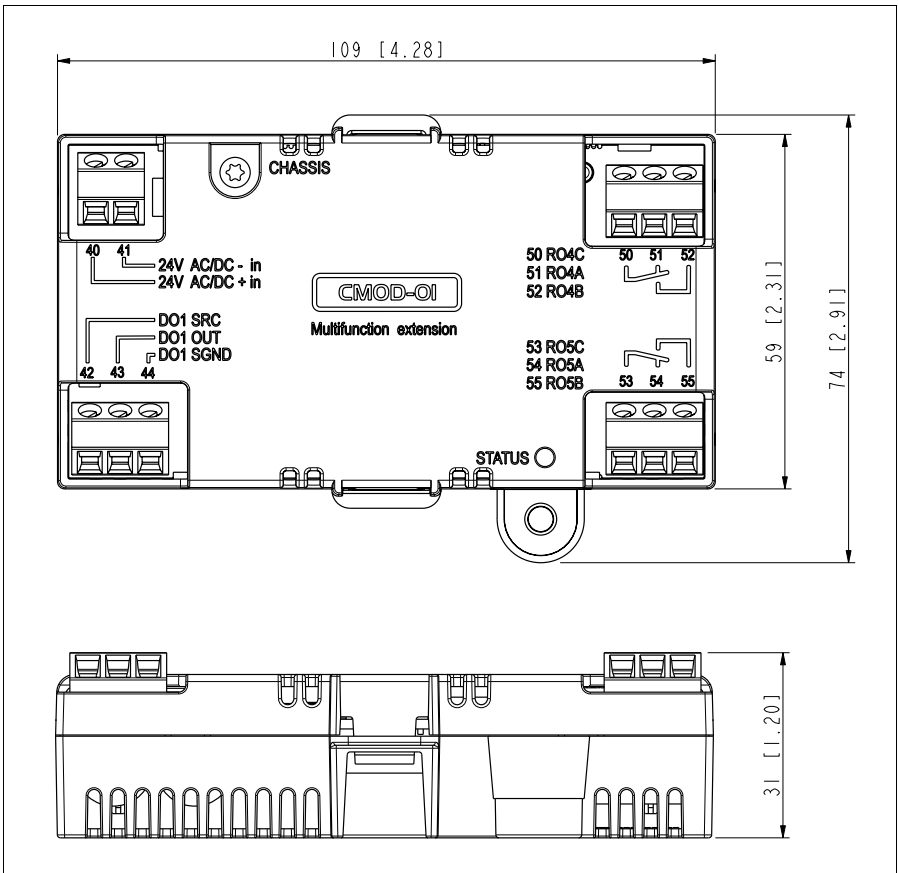 109 [4.28]
CHASSIS
40 41
24V AC/DC - in
24V AC/DC + in
50 RO4C 50 51 52
51 RO4A
52 RO4B
CMOD-01
Multifunction extension
DO1 SRC
DO1 OUT
DO1 SGND
42 43 44
53 RO5C
54 RO5A
55 RO5B 53 54 55
STATUS
59 [2.31]
74 [2.91]
31 [1.20]